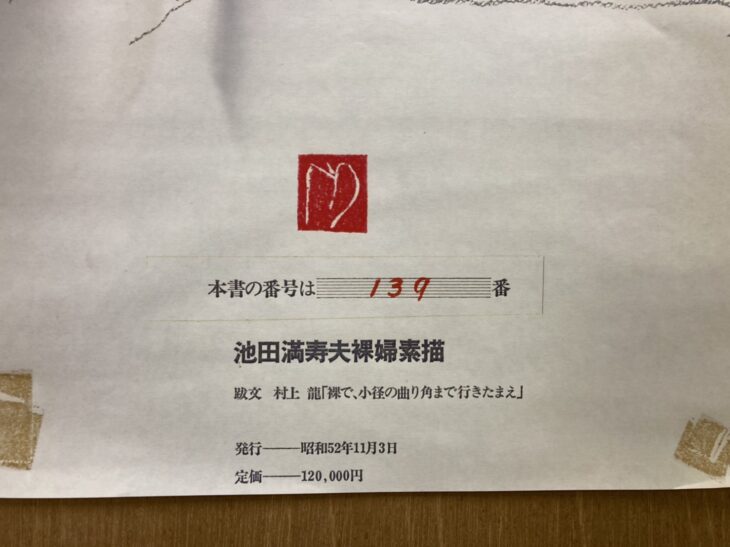 本書の番号は 139 番
池田満寿夫裸婦素描
跋文 村上 龍「裸で、小径の曲り角まで行きたまえ」
発行――昭和52年11月3日
定価――120,000円